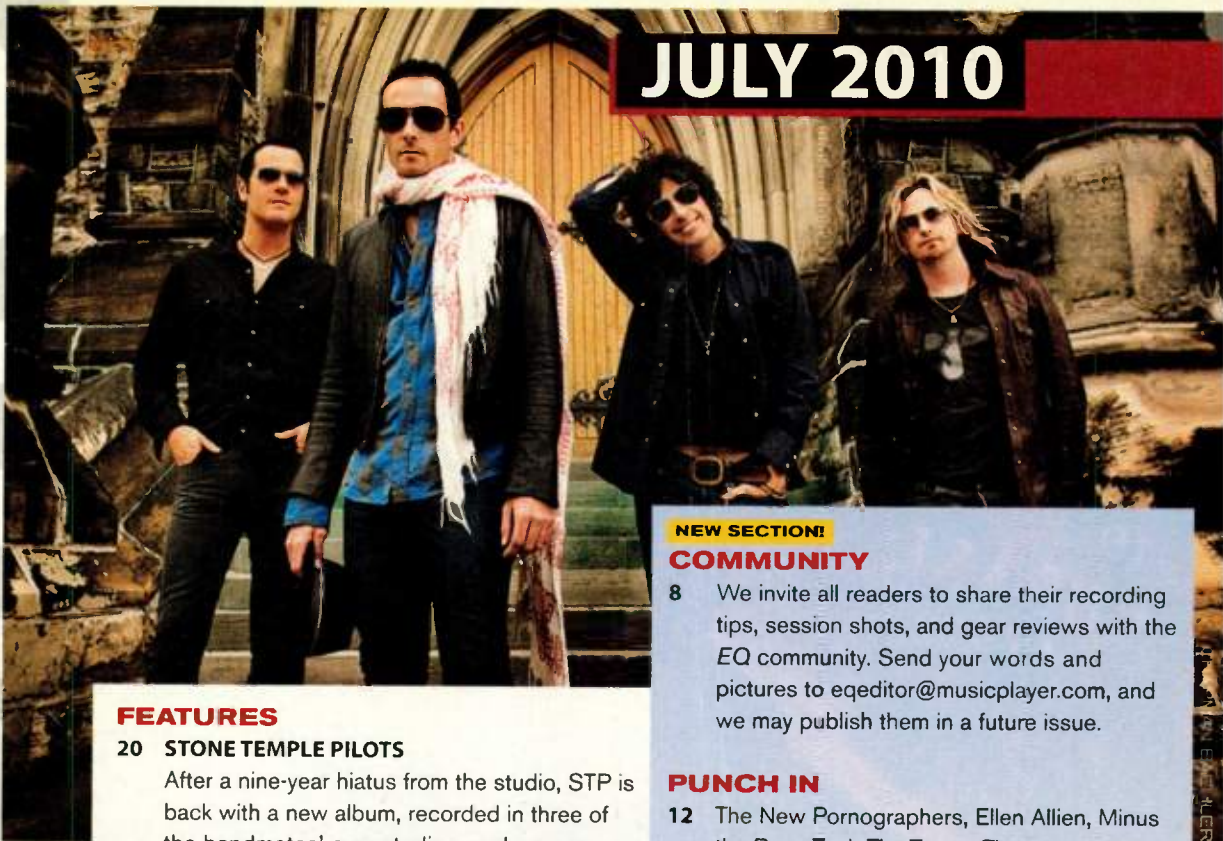 JULY 2010
FEATURES
20 STONE TEMPLE PILOTS
After a nine-year hiatus from the studio, STP is
back with a new album, recorded in three of
NEW SECTION!
COMMUNITY
8 We invite all readers to share their recording
tips, session shots, and gear reviews with the
EQ community. Send your words and
pictures to eqeditor@musicplayer.com, and
we may publish them in a future issue.
PUNCH IN
12 The New Pornographers, Ellen Allien, Minus